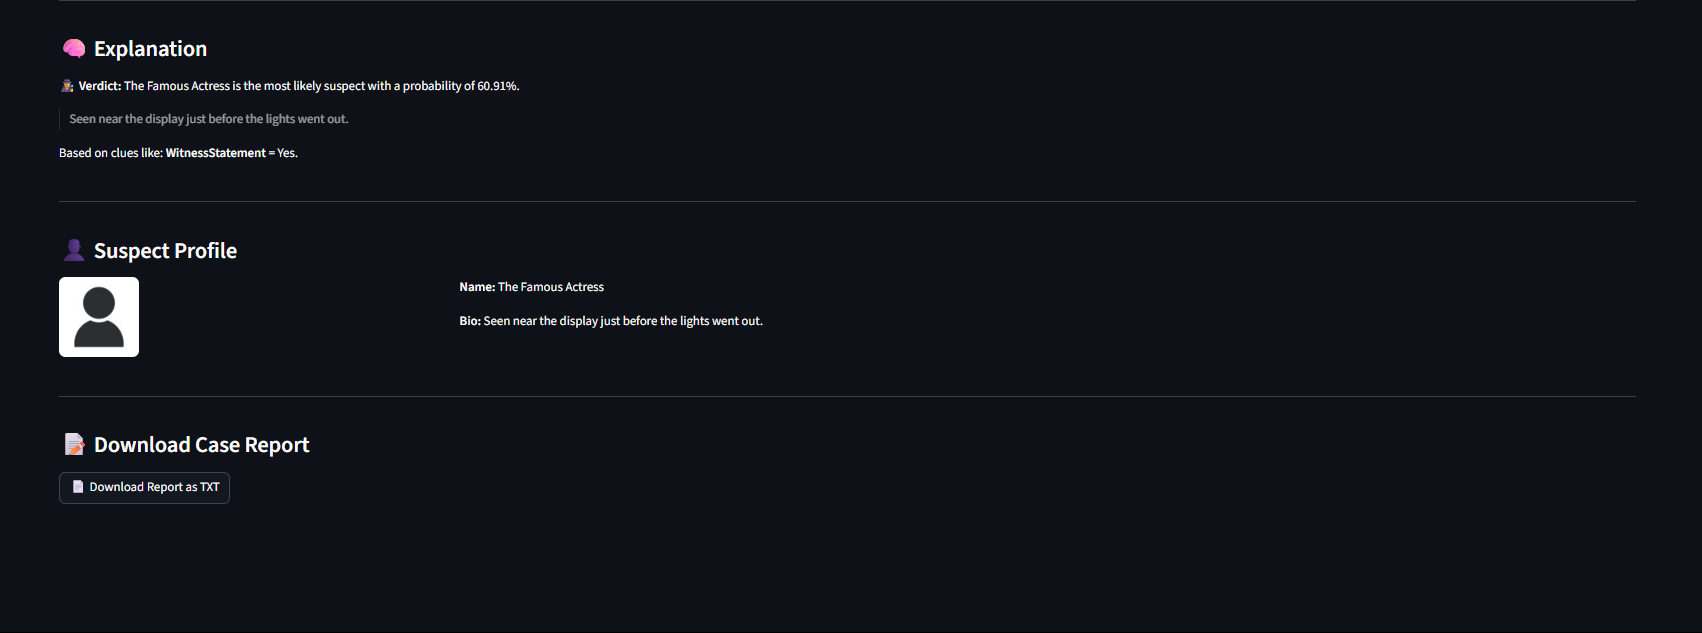 Explanation
Verdict: The Famous Actress is the most likely suspect with a probability of 60.91%.
Seen near the display just before the lights went out.
Based on clues like: WitnessStatement = Yes.
Suspect Profile
Name: The Famous Actress
Bio: Seen near the display just before the lights went out.
Download Case Report
Download Report as TXT